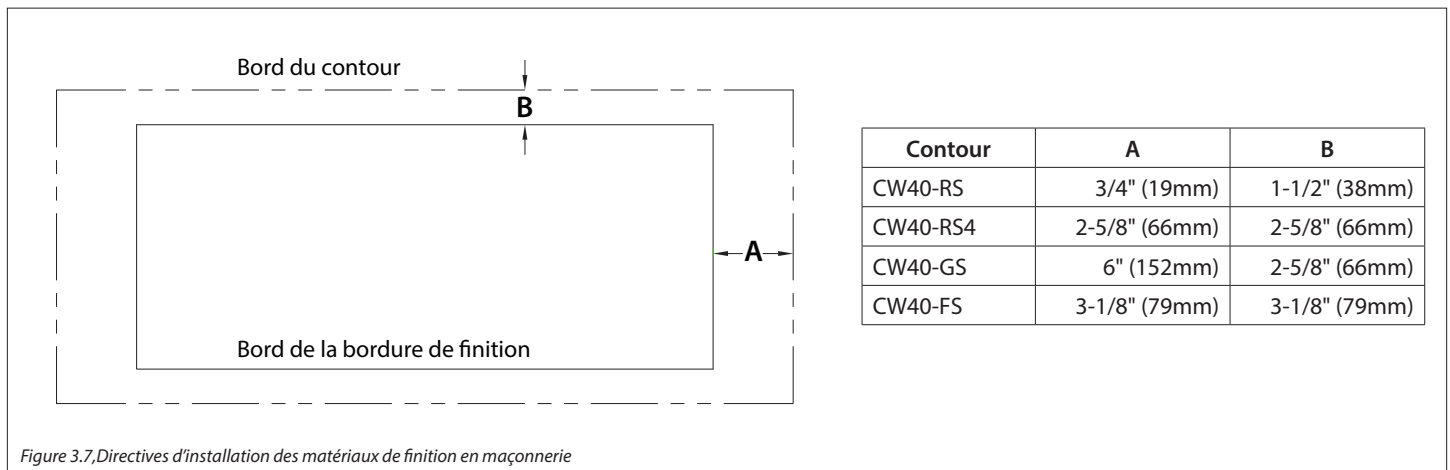 Bord du contour
B
A
Bord de la bordure de finition
Contour A B
CW40-RS 3/4" (19mm) 1-1/2" (38mm)
CW40-RS4 2-5/8" (66mm) 2-5/8" (66mm)
CW40-GS 6" (152mm) 2-5/8" (66mm)
CW40-FS 3-1/8" (79mm) 3-1/8" (79mm)
Figure 3.7,Directives d'installation des matériaux de finition en maçonnerie